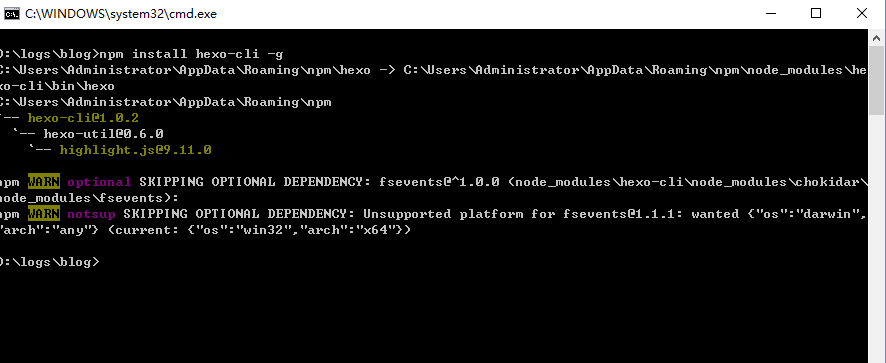 C:\WINDOWS\system32\cmd.exe
D:\logs\blog>npm install hexo-cli -g
C:\Users\Administrator\AppData\Roaming\npm\hexo -> C:\Users\Administrator\AppData\Roaming\npm\node_modules\he
xo-cli\bin\hexo
C:\Users\Administrator\AppData\Roaming\npm
`-- hexo-cli@1.0.2
`-- hexo-util@0.6.0
`-- highlight.js@9.11.0
npm WARN optional SKIPPING OPTIONAL DEPENDENCY: fsevents@^1.0.0 (node_modules\hexo-cli\node_modules\chokidar\
node_modules\fsevents):
npm WARN notsup SKIPPING OPTIONAL DEPENDENCY: Unsupported platform for fsevents@1.1.1: wanted {"os":"darwin",
"arch":"any"} (current: {"os":"win32","arch":"x64"})
D:\logs\blog>